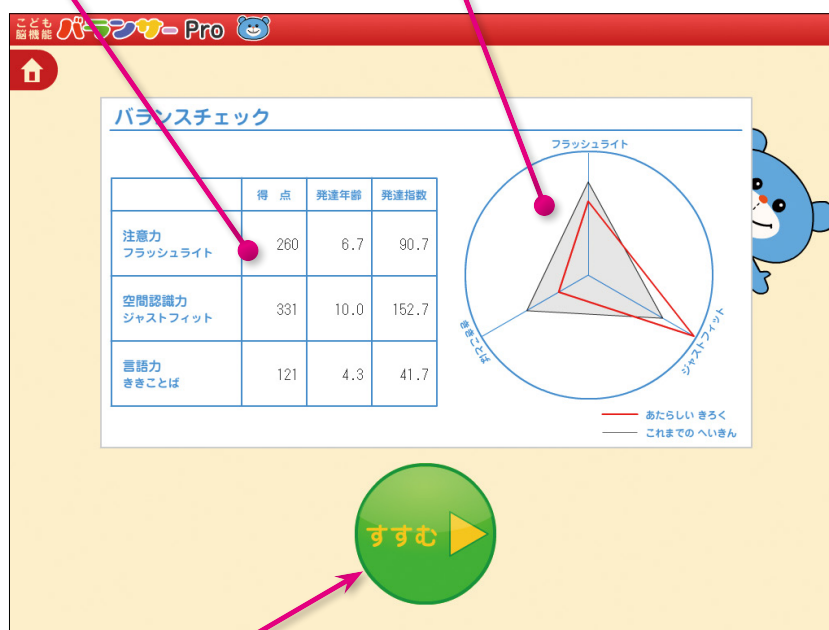 こども
脳機能 バランサー Pro
バランスチェック
フラッシュライト
得 点 発達年齢 発達指数
注意力
フラッシュライト 260 6.7 90.7
空間認識力
ジャストフィット 331 10.0 152.7
言語力
ききことば 121 4.3 41.7
ききことば
ジャストフィット
あたらしい きろく
これまでの へいきん
すすむ